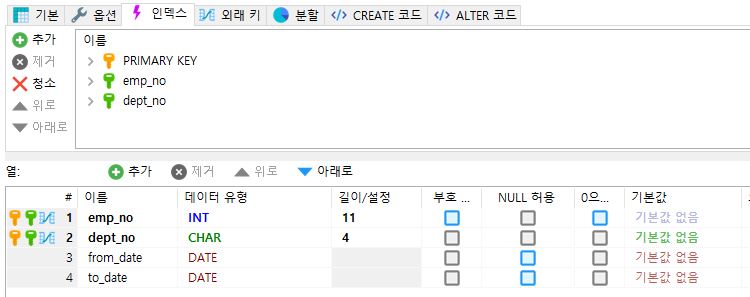 기본 옵션 인덱스 외래 키 분할 CREATE 코드 ALTER 코드
추가
제거
청소
위로
아래로
이름
PRIMARY KEY
emp_no
dept_no
열: 추가 제거 위로 아래로
# 이름 데이터 유형 길이/설정 부호 ... NULL 허용 0으... 기본값
1 emp_no INT 11 기본값 없음
2 dept_no CHAR 4 기본값 없음
3 from_date DATE 기본값 없음
4 to_date DATE 기본값 없음